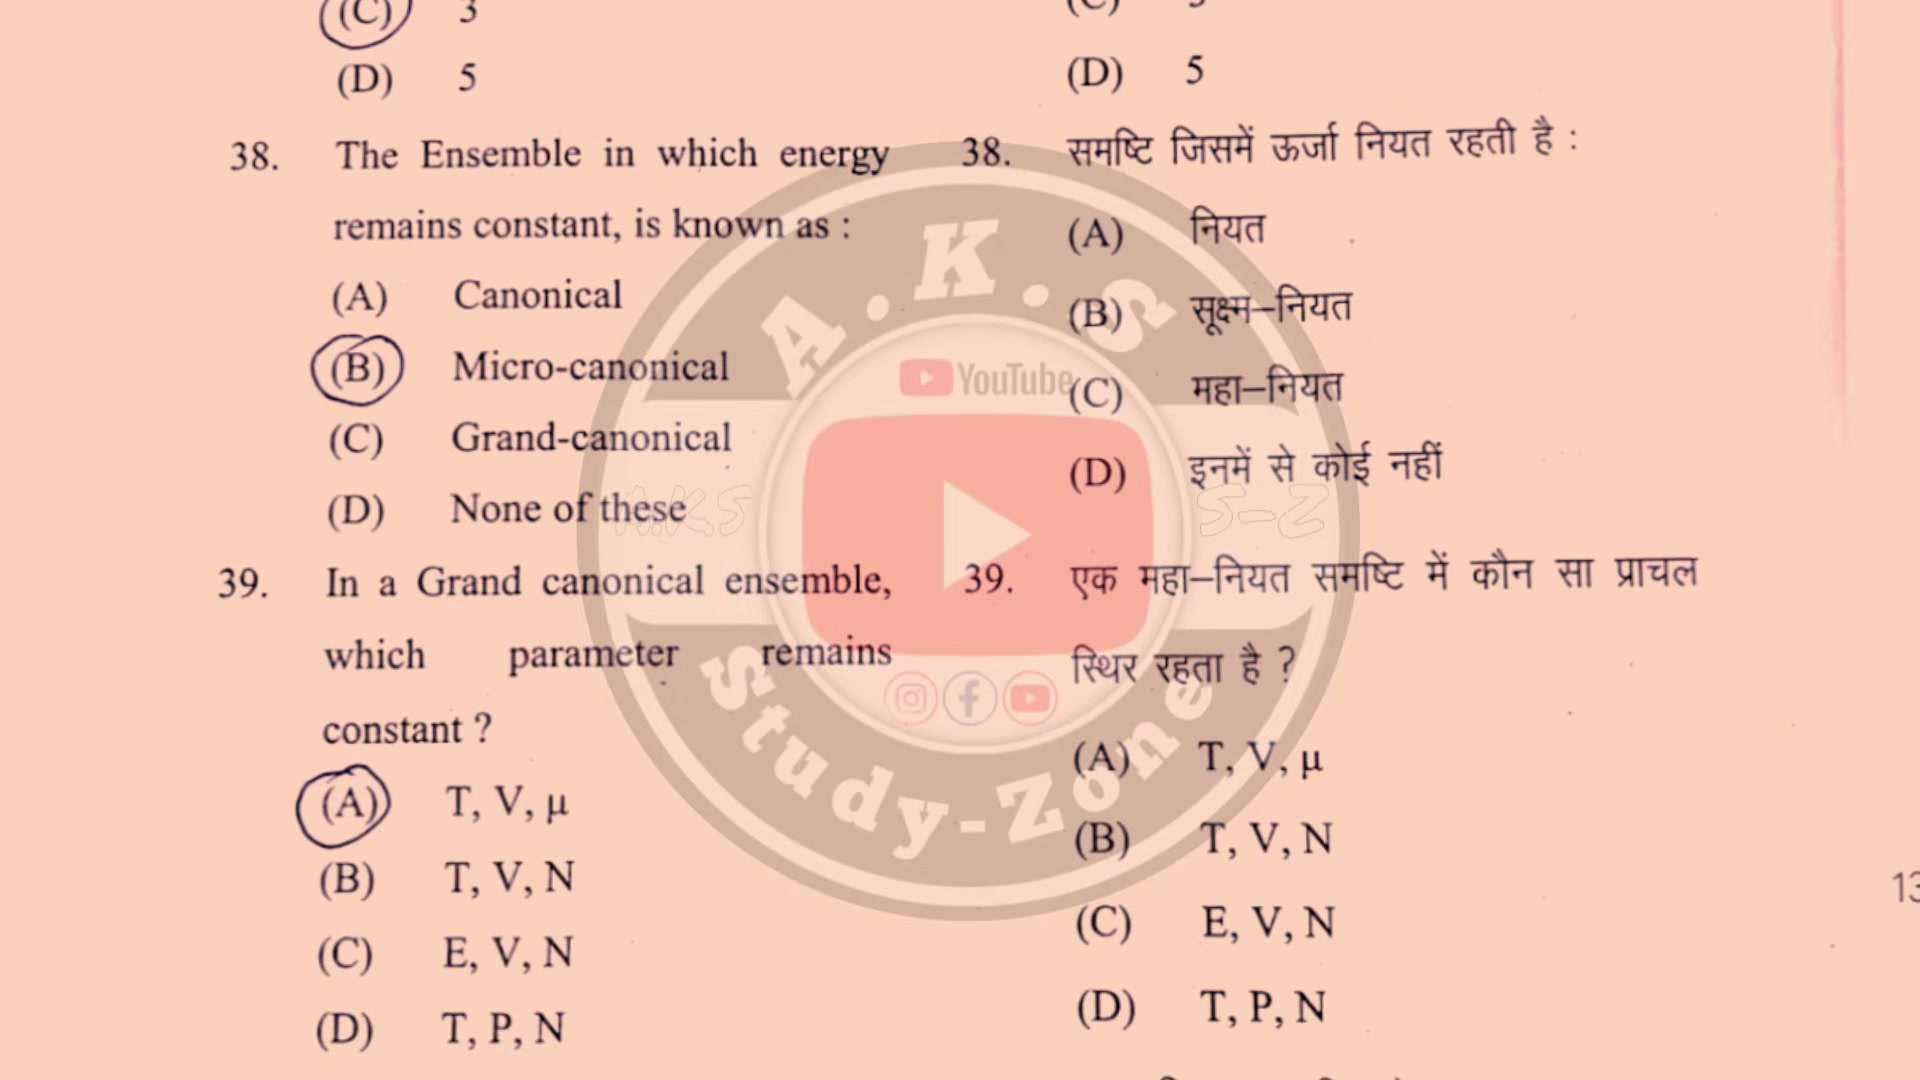 (C) 3
(D) 5
38. The Ensemble in which energy
remains constant, is known as :
(A) Canonical
(B) Micro-canonical
(C) Grand-canonical
(D) None of these
39. In a Grand canonical ensemble,
which parameter remains
constant ?
(A) T, V, μ
(B) T, V, N
(C) E, V, N
(D) T, P, N
(D) 5
38. समष्टि जिसमें ऊर्जा नियत रहती है :
(A) नियत
(B) सूक्ष्म–नियत
(C) महा–नियत
(D) इनमें से कोई नहीं
39. एक महा–नियत समष्टि में कौन सा प्राचल
स्थिर रहता है ?
(A) T, V, μ
(B) T, V, N
(C) E, V, N
(D) T, P, N
13
A.K.S
YouTube
A.K.S S-Z
Study-Zone